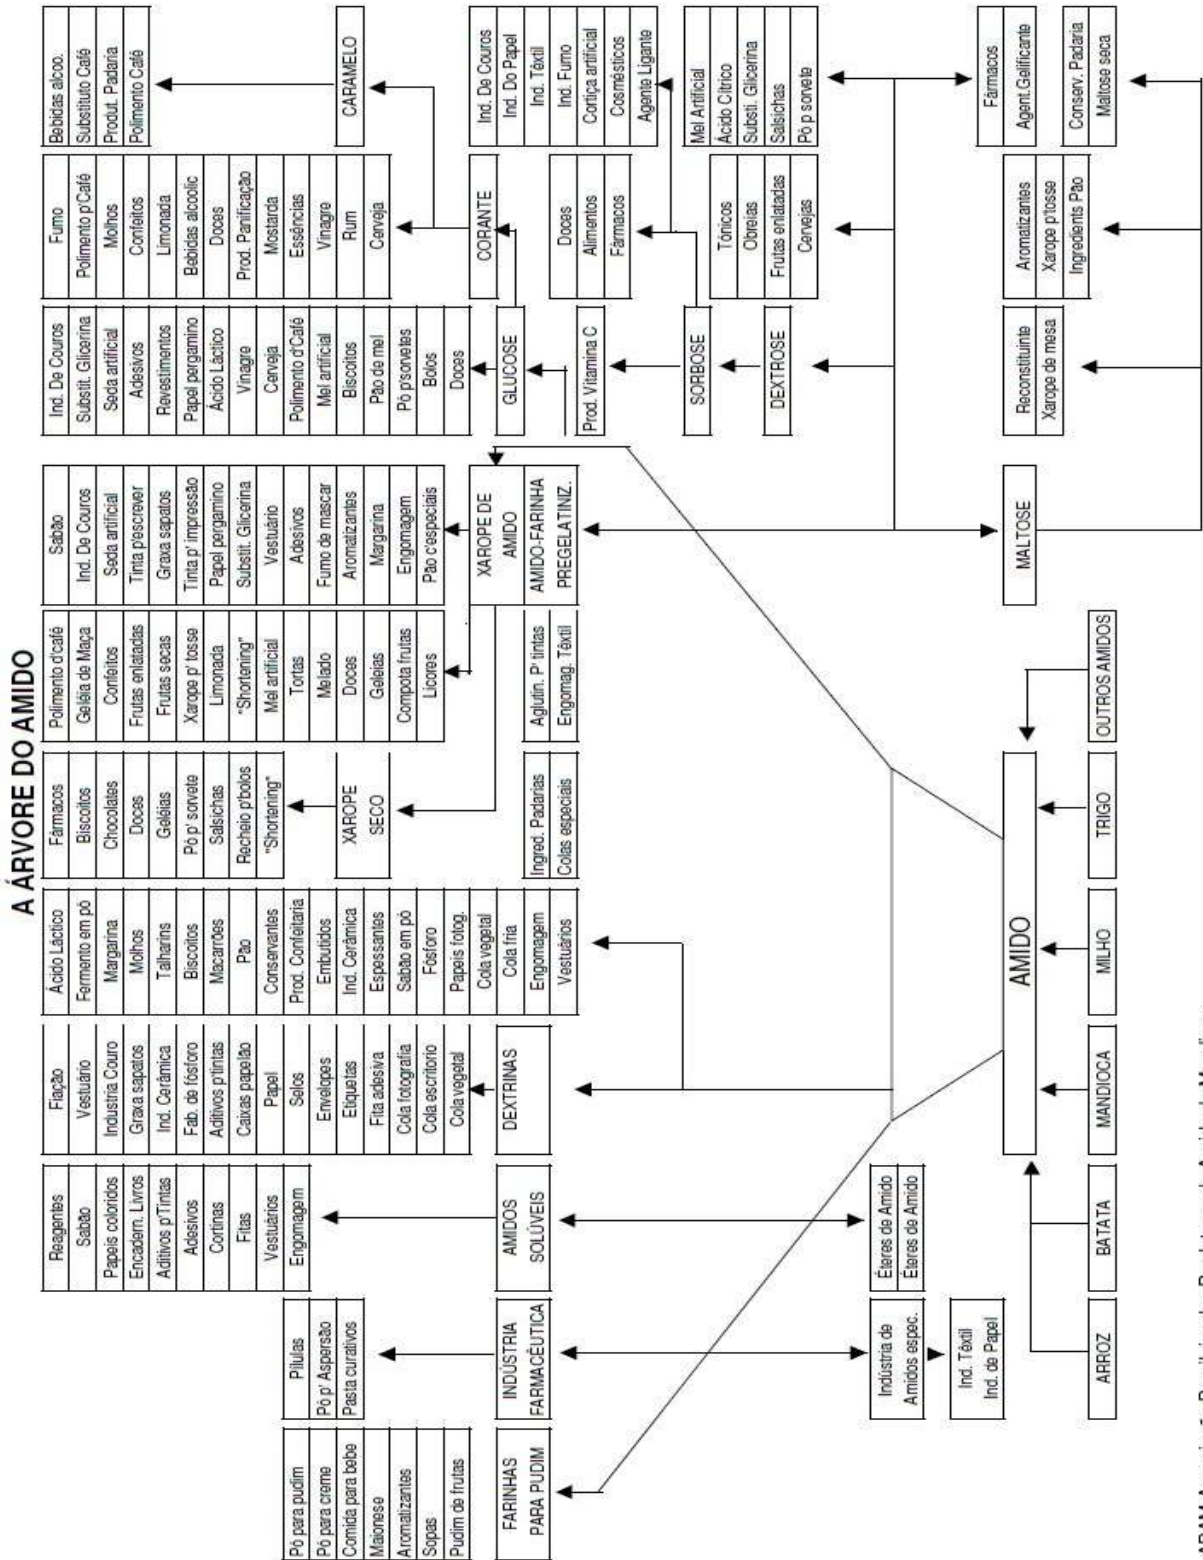 A ÁRVORE DO AMIDO
Pó para pudim
Pó para creme
Comida para bebe
Maionese
Aromatizantes
Sopas
Pudim de frutas
FARINHAS
PARA PUDIM
Pilulas
Pó p' Aspersão
Pasta curativos
INDÚSTRIA
FARMACÊUTICA
Indústria de
Amidos espec.
Ind. Têxtil
Ind. de Papel
Reagentes
Sabão
Papeis coloridos
Encadern. Livros
Aditivos p'Tintas
Adesivos
Cortinas
Fitas
Vestuários
Engomagem
AMIDOS
SOLÚVEIS
Éteres de Amido
Éteres de Amido
Fiação
Vestuário
Industria Couro
Graxa sapatos
Ind. Cerâmica
Fab. de fósforo
Aditivos p'tintas
Caixas papelão
Papel
Selos
Envelopes
Etiquetas
Fita adesiva
Cola fotografia
Cola escritorio
Cola vegetal
DEXTRINAS
Ácido Láctico
Fermento em pó
Margarina
Molhos
Talharins
Biscoitos
Macarrões
Pão
Conservantes
Prod. Confeitaria
Embutidos
Ind. Cerâmica
Espessantes
Sabão em pó
Fósforo
Papeis fotog.
Cola vegetal
Cola fria
Engomagem
Vestuários
Fármacos
Biscoitos
Chocolates
Doces
Geléias
Pó p' sorvete
Salsichas
Recheio p'bolos
"Shortening"
XAROPE
SECO
Ingred. Padarias
Colas especiais
Polimento d'café
Geléia de Maça
Confeitos
Frutas enlatadas
Frutas secas
Xarope p' tosse
Limonada
"Shortening"
Mel artificial
Tortas
Melado
Doces
Geleias
Compota frutas
Licores
Aglutin. P' tintas
Engomag. Têxtil
Sabão
Ind. De Couros
Seda artificial
Tinta p'escrever
Graxa sapatos
Tinta p' impressão
Papel pergamino
Substit. Glicerina
Vestuário
Adesivos
Fumo de mascar
Aromatizantes
Margarina
Engomagem
Pão c'especiais
XAROPE DE
AMIDO
AMIDO-FARINHA
PREGELATINIZ.
MALTOSE
Ind. De Couros
Substit. Glicerina
Seda artificial
Adesivos
Revestimentos
Papel pergamino
Ácido Láctico
Vinagre
Cerveja
Polimento d'Café
Mel artificial
Biscoitos
Pão de mel
Pó p'sorvetes
Bolos
Doces
GLUCOSE
Prod. Vitamina C
SORBOSE
DEXTROSE
Reconstituinte
Xarope de mesa
Fumo
Polimento p'Café
Molhos
Confeitos
Limonada
Bebidas alcoolic
Doces
Prod. Panificação
Mostarda
Essências
Vinagre
Rum
Cerveja
CORANTE
Doces
Alimentos
Fármacos
Tônicos
Obreias
Frutas enlatadas
Cervejas
Aromatizantes
Xarope p'tosse
Ingredients Pão
Bebidas alcoo.
Substituto Café
Produt. Padaria
Polimento Café
CARAMELO
Ind. De Couros
Ind. Do Papel
Ind. Têxtil
Ind. Fumo
Cortiça artificial
Cosmésticos
Agente Ligante
Mel Artificial
Ácido Cítrico
Substi. Glicerina
Salsichas
Pó p sorvete
Fármacos
Agent.Gelificante
Conserv. Padaria
Maltose seca
AMIDO
ARROZ
BATATA
MANDIOCA
MILHO
TRIGO
OUTROS AMIDOS